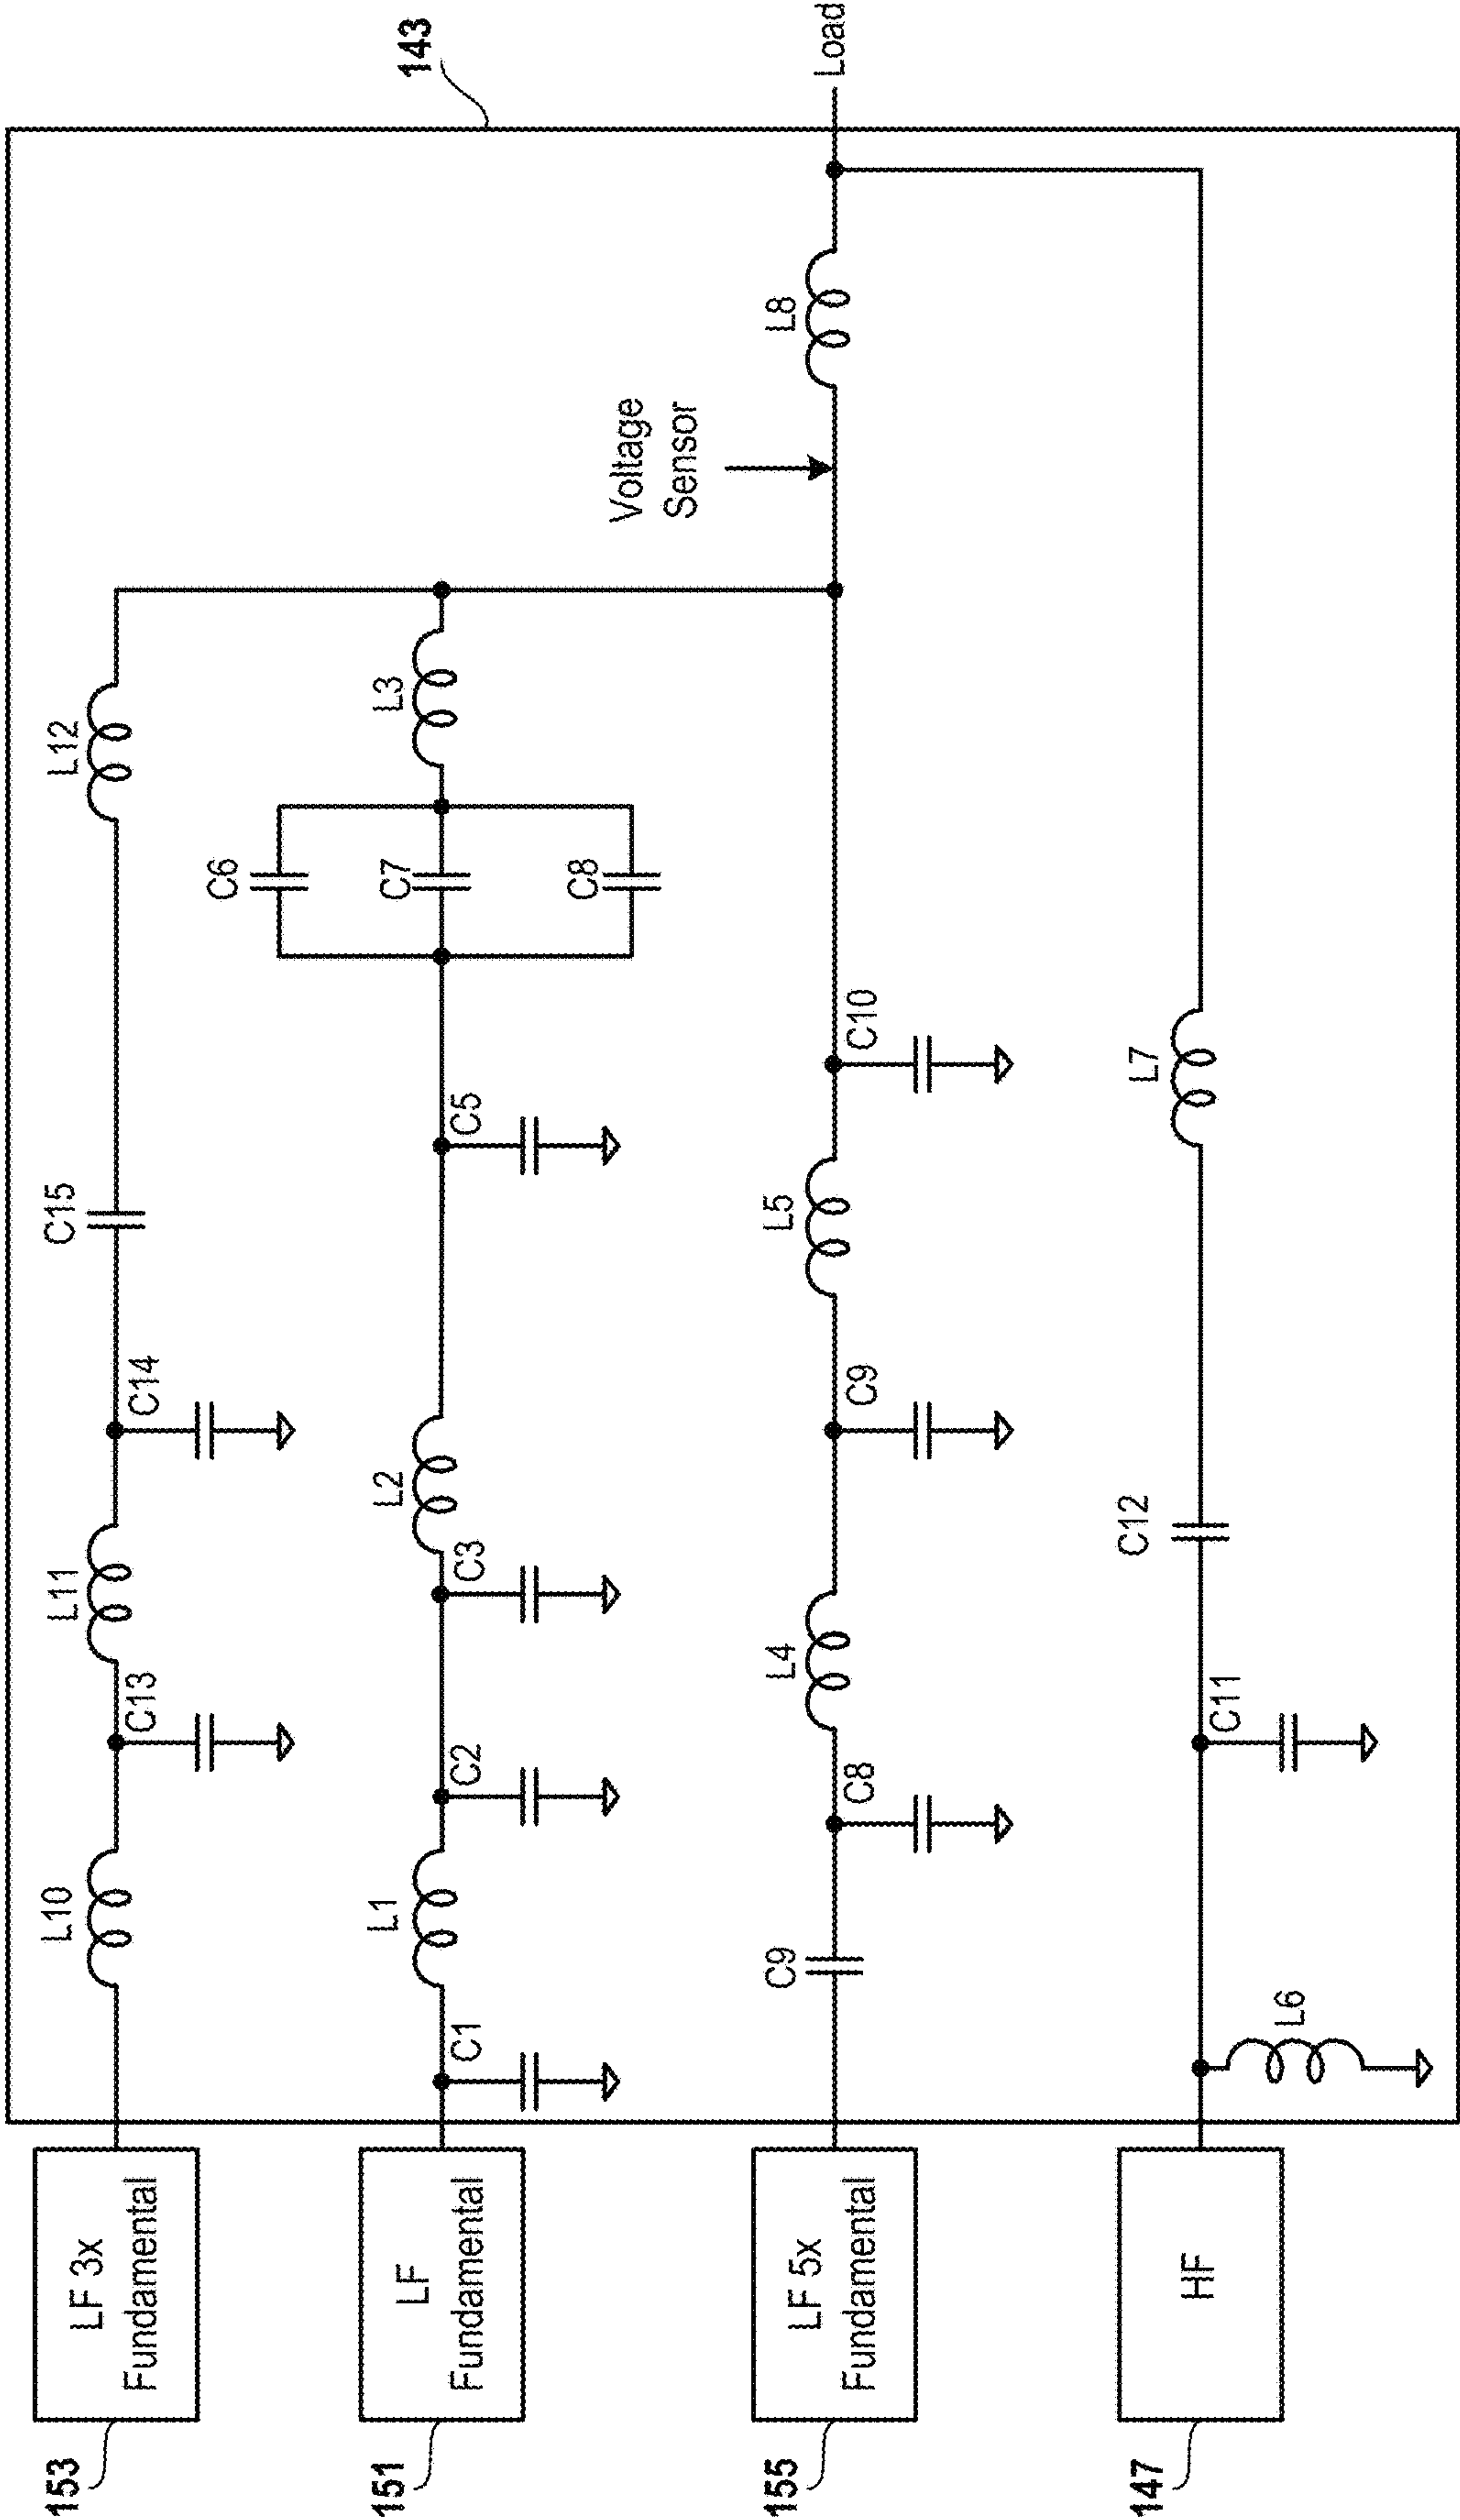 143
Load
L8
Voltage
Sensor
L12
L3
C6
C7
C8
C15
C5
C10
L7
L5
C14
C9
L11
L2
C3
C12
L4
C13
C2
C8
C11
L10
L1
C9
C1
L6
LF 3x
Fundamental
LF
Fundamental
LF 5x
Fundamental
HF
153
151
155
147